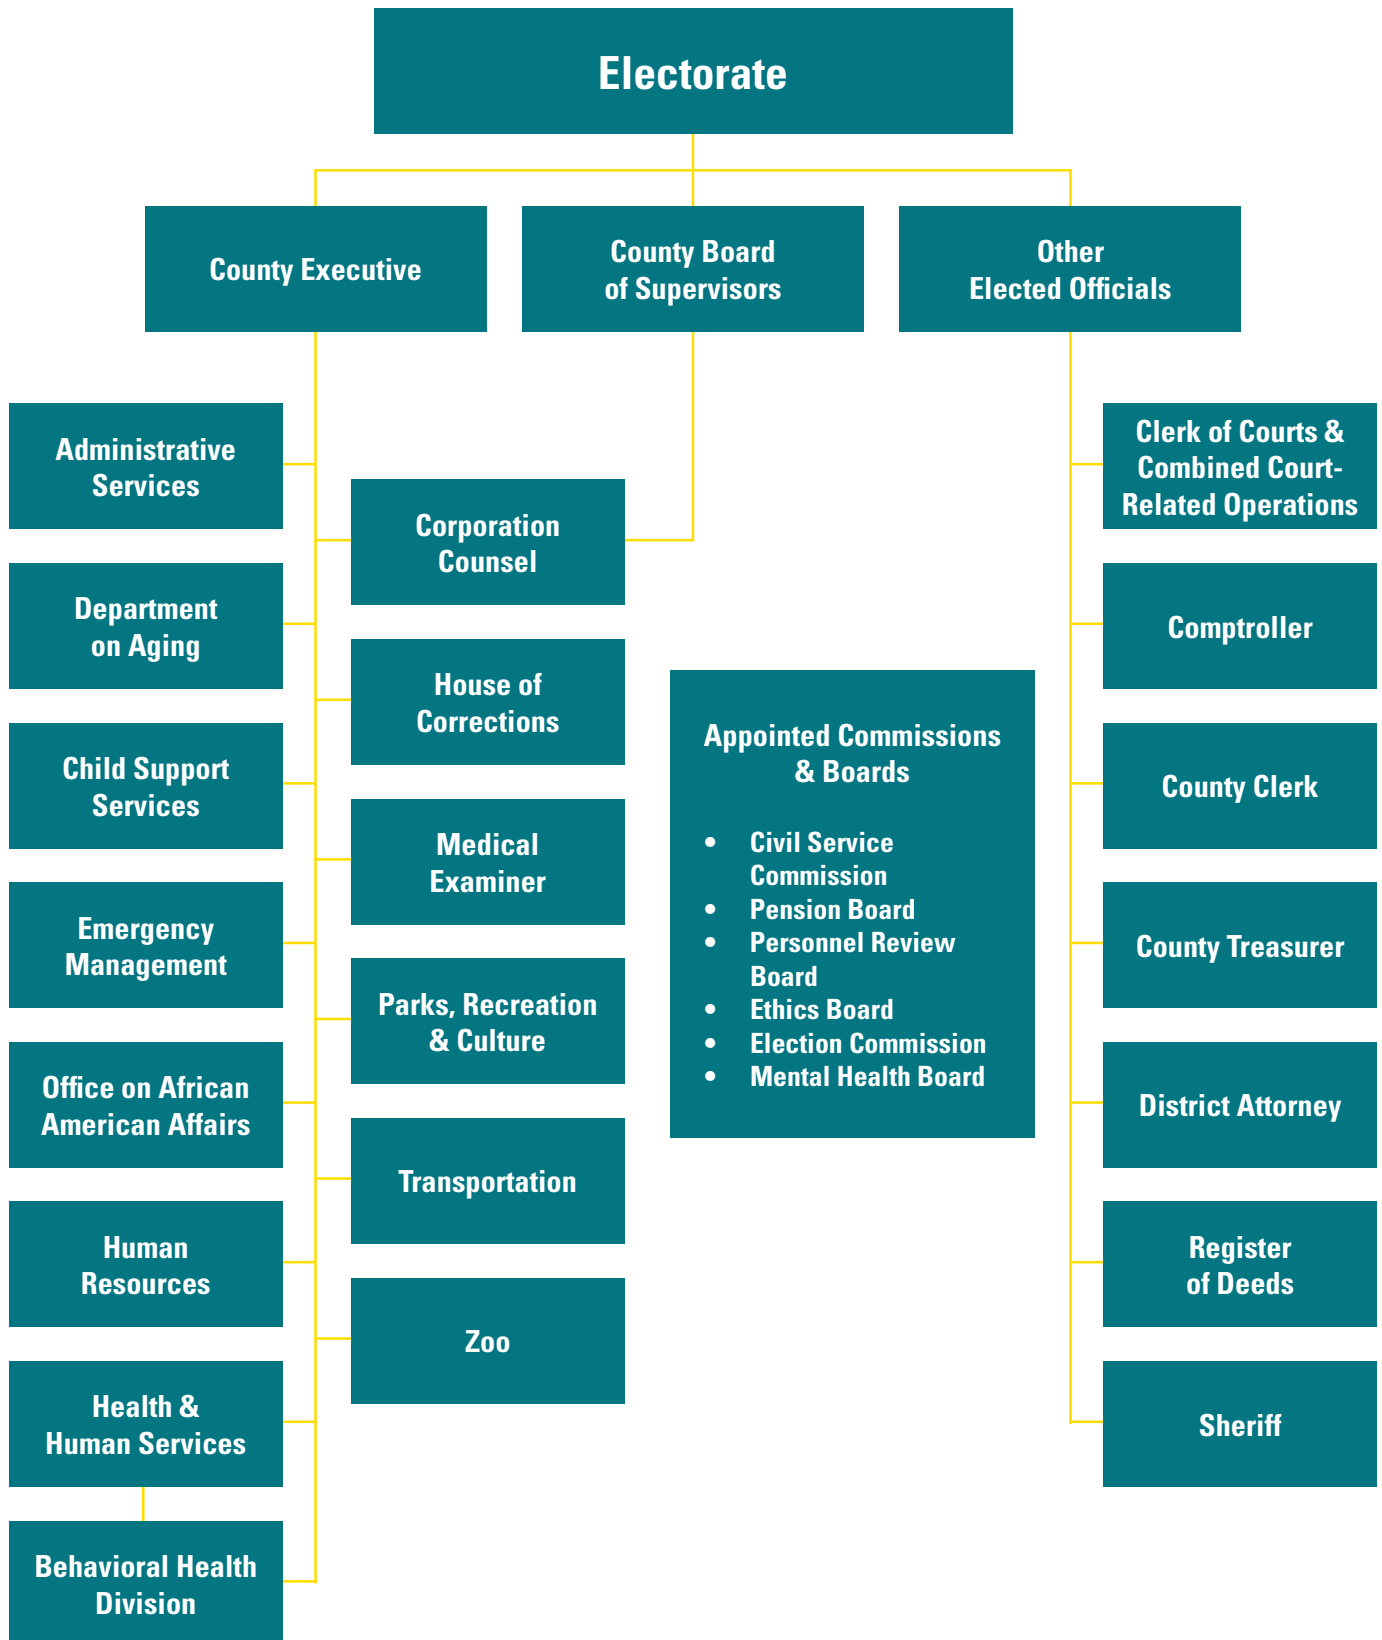 Electorate
County Executive
County Board
of Supervisors
Other
Elected Officials
Administrative
Services
Department
on Aging
Child Support
Services
Emergency
Management
Office on African
American Affairs
Human
Resources
Health &
Human Services
Behavioral Health
Division
Corporation
Counsel
House of
Corrections
Medical
Examiner
Parks, Recreation
& Culture
Transportation
Zoo
Appointed Commissions
& Boards
• Civil Service
Commission
• Pension Board
• Personnel Review
Board
• Ethics Board
• Election Commission
• Mental Health Board
Clerk of Courts &
Combined Court-
Related Operations
Comptroller
County Clerk
County Treasurer
District Attorney
Register
of Deeds
Sheriff